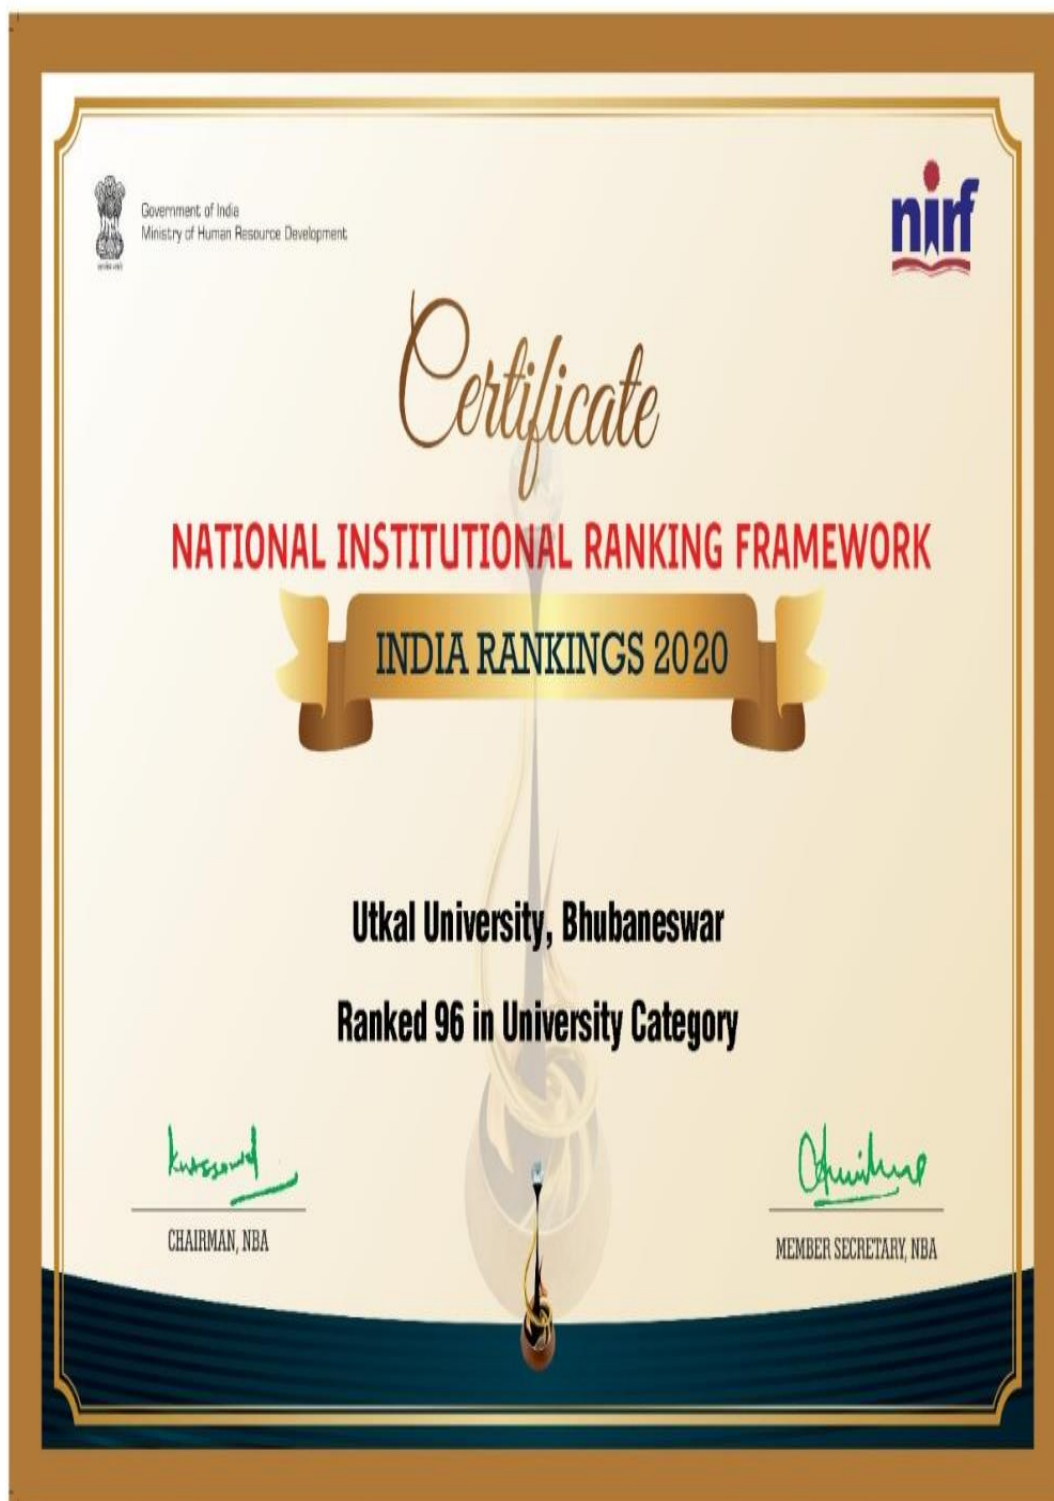 Government of India
Ministry of Human Resource Development
nirf
Certificate
NATIONAL INSTITUTIONAL RANKING FRAMEWORK
INDIA RANKINGS 2020
Utkal University, Bhubaneswar
Ranked 96 in University Category
CHAIRMAN, NBA
MEMBER SECRETARY, NBA